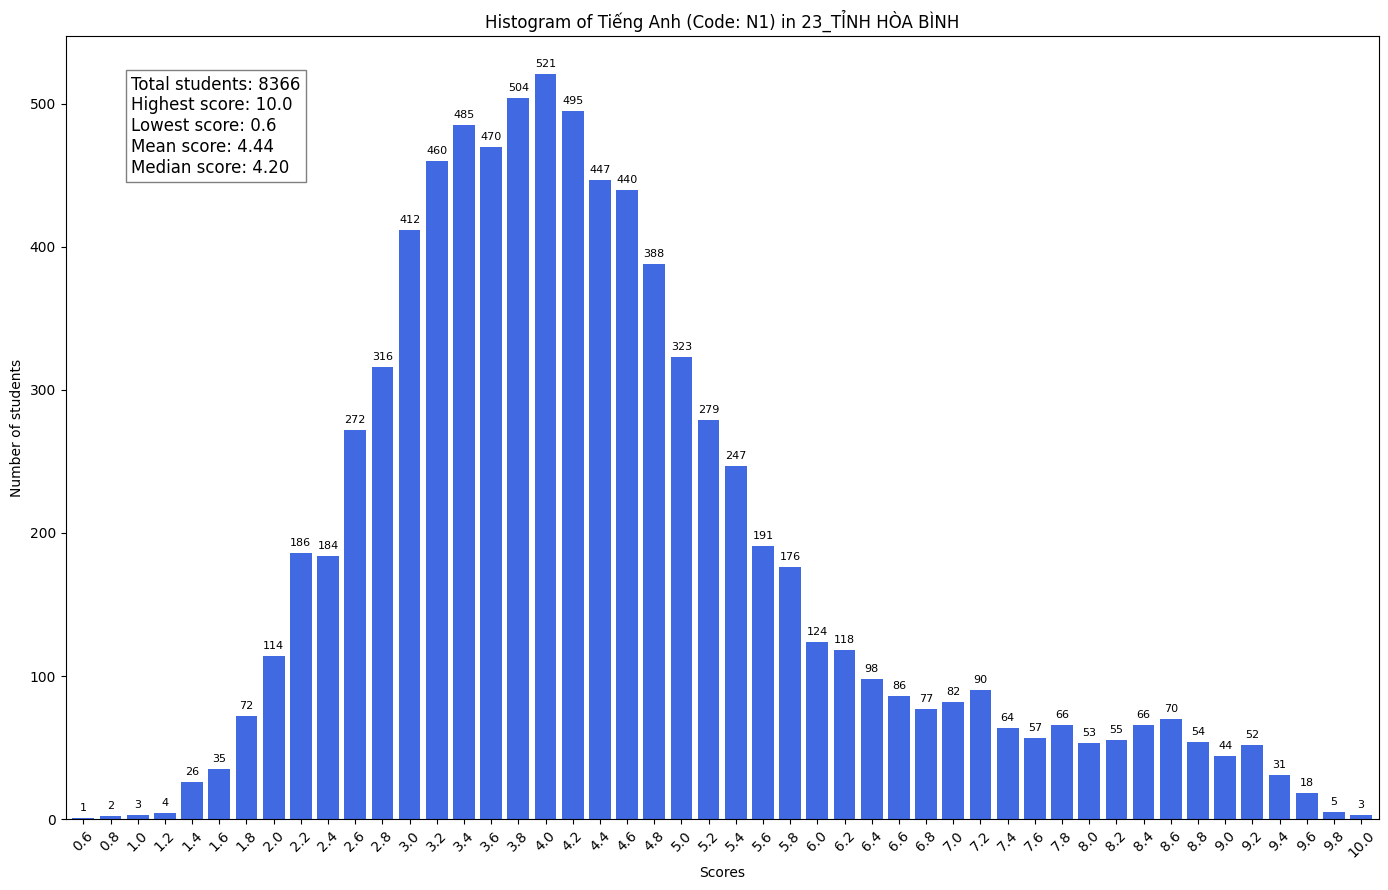 Histogram of Tiếng Anh (Code: N1) in 23_TỈNH HÒA BÌNH
Total students: 8366
Highest score: 10.0
Lowest score: 0.6
Mean score: 4.44
Median score: 4.20
Number of students
500
400
300
200
100
0
1 2 3 4 26 35 72 114 186 184 272 316 412 460 485 470 504 521 495 447 440 388 323 279 247 191 176 124 118 98 86 77 82 90 64 57 66 53 55 66 70 54 44 52 31 18 5 3
0.6 0.8 1.0 1.2 1.4 1.6 1.8 2.0 2.2 2.4 2.6 2.8 3.0 3.2 3.4 3.6 3.8 4.0 4.2 4.4 4.6 4.8 5.0 5.2 5.4 5.6 5.8 6.0 6.2 6.4 6.6 6.8 7.0 7.2 7.4 7.6 7.8 8.0 8.2 8.4 8.6 8.8 9.0 9.2 9.4 9.6 9.8 10.0
Scores